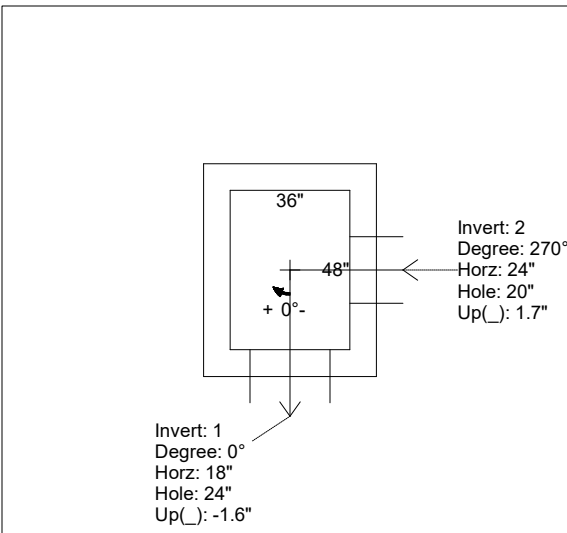 36"
48"
+ 0°-
Invert: 2
Degree: 270°
Horz: 24"
Hole: 20"
Up(_): 1.7"
Invert: 1
Degree: 0°
Horz: 18"
Hole: 24"
Up(_): -1.6"